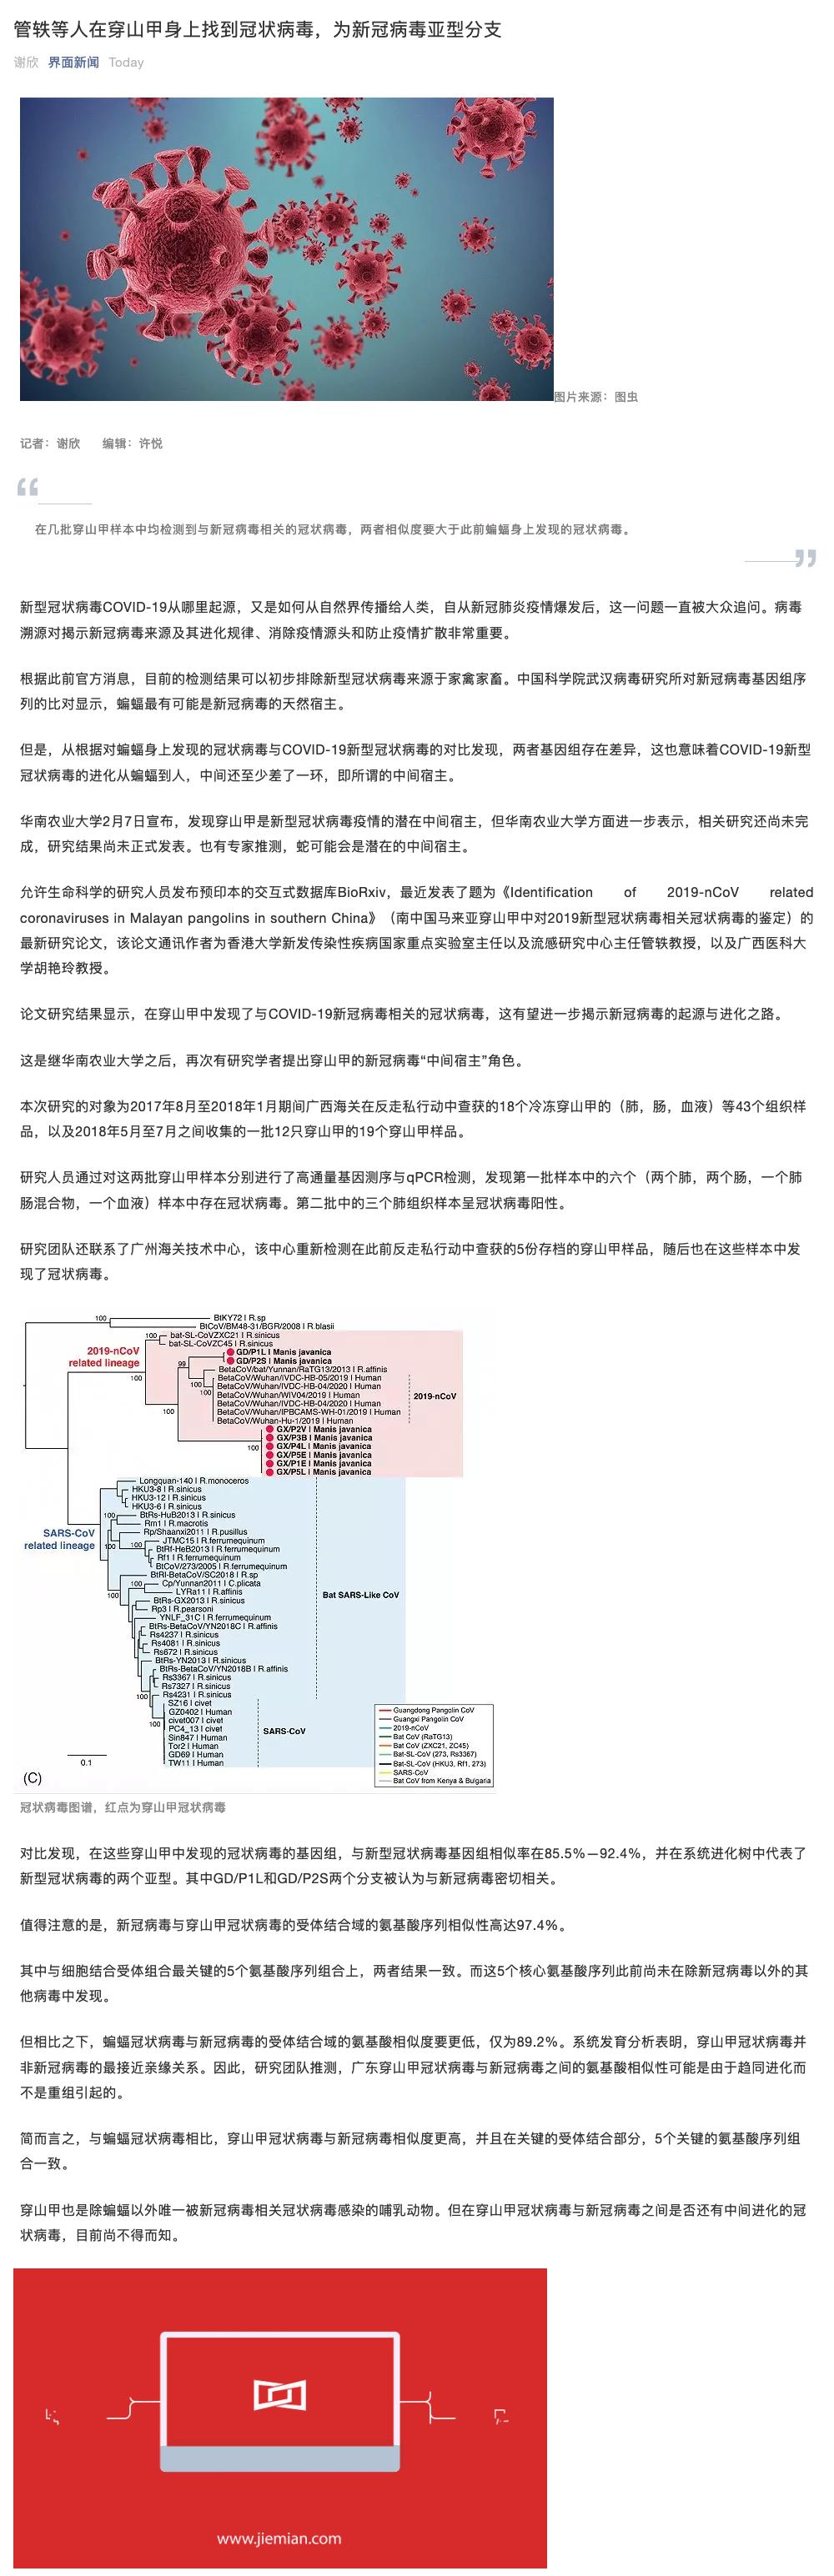 管轶等人在穿山甲身上找到冠状病毒，为新冠病毒亚型分支
谢欣 界面新闻 Today
图片来源：图虫
记者：谢欣 编辑：许悦
“
在几批穿山甲样本中均检测到与新冠病毒相关的冠状病毒，两者相似度要大于此前蝙蝠身上发现的冠状病毒。
”
新型冠状病毒COVID-19从哪里起源，又是如何从自然界传播给人类，自从新冠肺炎疫情爆发后，这一问题一直被大众追问。病毒
溯源对揭示新冠病毒来源及其进化规律、消除疫情源头和防止疫情扩散非常重要。
根据此前官方消息，目前的检测结果可以初步排除新型冠状病毒来源于家禽家畜。中国科学院武汉病毒研究所对新冠病毒基因组序
列的比对显示，蝙蝠最有可能是新冠病毒的天然宿主。
但是，从根据对蝙蝠身上发现的冠状病毒与COVID-19新型冠状病毒的对比发现，两者基因组存在差异，这也意味着COVID-19新型
冠状病毒的进化从蝙蝠到人，中间还至少差了一环，即所谓的中间宿主。
华南农业大学2月7日宣布，发现穿山甲是新型冠状病毒疫情的潜在中间宿主，但华南农业大学方面进一步表示，相关研究还尚未完
成，研究结果尚未正式发表。也有专家推测，蛇可能会是潜在的中间宿主。
允许生命科学的研究人员发布预印本的交互式数据库BioRxiv，最近发表了题为《Identification of 2019-nCoV related
coronaviruses in Malayan pangolins in southern China》（南中国马来亚穿山甲中对2019新型冠状病毒相关冠状病毒的鉴定）的
最新研究论文，该论文通讯作者为香港大学新发传染性疾病国家重点实验室主任以及流感研究中心主任管轶教授，以及广西医科大
学胡艳玲教授。
论文研究结果显示，在穿山甲中发现了与COVID-19新冠病毒相关的冠状病毒，这有望进一步揭示新冠病毒的起源与进化之路。
这是继华南农业大学之后，再次有研究学者提出穿山甲的新冠病毒“中间宿主”角色。
本次研究的对象为2017年8月至2018年1月期间广西海关在反走私行动中查获的18个冷冻穿山甲的（肺，肠，血液）等43个组织样
品，以及2018年5月至7月之间收集的一批12只穿山甲的19个穿山甲样品。
研究人员通过对这两批穿山甲样本分别进行了高通量基因测序与qPCR检测，发现第一批样本中的六个（两个肺，两个肠，一个肺
肠混合物，一个血液）样本中存在冠状病毒。第二批中的三个肺组织样本呈冠状病毒阳性。
研究团队还联系了广州海关技术中心，该中心重新检测在此前反走私行动中查获的5份存档的穿山甲样品，随后也在这些样本中发
现了冠状病毒。
100
BtKY72 | R.sp
BtCoV/BM48-31/BGR/2008 | R.blasii
100
bat-SL-CoVZXC21 | R.sinicus
bat-SL-CoVZC45 | R.sinicus
2019-nCoV
related lineage
GD/P1L | Manis javanica
GD/P2S | Manis javanica
99
BetaCoV/bat/Yunnan/RaTG13/2013 | R.affinis
100
BetaCoV/Wuhan/IVDC-HB-05/2019 | Human
100
BetaCoV/Wuhan/IVDC-HB-04/2020 | Human
100
BetaCoV/Wuhan/WIV04/2019 | Human
2019-nCoV
BetaCoV/Wuhan/IVDC-HB-04/2020 | Human
100
BetaCoV/Wuhan/IPBCAMS-WH-01/2019 | Human
BetaCoV/Wuhan-Hu-1/2019 | Human
GX/P2V | Manis javanica
GX/P3B | Manis javanica
100
GX/P4L | Manis javanica
GX/P5E | Manis javanica
GX/P1E | Manis javanica
GX/P5L | Manis javanica
Longquan-140 | R.monoceros
HKU3-8 | R.sinicus
HKU3-12 | R.sinicus
HKU3-6 | R.sinicus
100
BtRs-HuB2013 | R.sinicus
Rm1 | R.macrotis
Rp/Shaanxi2011 | R.pusillus
SARS-CoV
related lineage
JTMC15 | R.ferrumequinum
100
100
BtRf-HeB2013 | R.ferrumequinum
Rf1 | R.ferrumequinum
BtCoV/273/2005 | R.ferrumequinum
BtRl-BetaCoV/SC2018 | R.sp
100
Cp/Yunnan2011 | C.plicata
100
LYRa11 | R.affinis
Bat SARS-Like CoV
BtRs-GX2013 | R.sinicus
Rp3 | R.pearsoni
YNLF_31C | R.ferrumequinum
BtRs-BetaCoV/YN2018C | R.affinis
Rs4237 | R.sinicus
Rs4081 | R.sinicus
Rs672 | R.sinicus
BtRs-YN2013 | R.sinicus
BtRs-BetaCoV/YN2018B | R.affinis
Rs3367 | R.sinicus
Rs7327 | R.sinicus
100
Rs4231 | R.sinicus
SZ16 | civet
100
GZ0402 | Human
civet007 | civet
PC4_13 | civet
SARS-CoV
Sin847 | Human
Tor2 | Human
GD69 | Human
TW11 | Human
0.1
(C)
Guangdong Pangolin CoV
Guangxi Pangolin CoV
2019-nCoV
Bat CoV (RaTG13)
Bat CoV (ZXC21, ZC45)
Bat-SL-CoV (273, Rs3367)
Bat-SL-CoV (HKU3, Rf1, 273)
SARS-CoV
Bat CoV from Kenya & Bulgaria
冠状病毒图谱，红点为穿山甲冠状病毒
对比发现，在这些穿山甲中发现的冠状病毒的基因组，与新型冠状病毒基因组相似率在85.5%—92.4%，并在系统进化树中代表了
新型冠状病毒的两个亚型。其中GD/P1L和GD/P2S两个分支被认为与新冠病毒密切相关。
值得注意的是，新冠病毒与穿山甲冠状病毒的受体结合域的氨基酸序列相似性高达97.4%。
其中与细胞结合受体组合最关键的5个氨基酸序列组合上，两者结果一致。而这5个核心氨基酸序列此前尚未在除新冠病毒以外的其
他病毒中发现。
但相比之下，蝙蝠冠状病毒与新冠病毒的受体结合域的氨基酸相似度要更低，仅为89.2%。系统发育分析表明，穿山甲冠状病毒并
非新冠病毒的最接近亲缘关系。因此，研究团队推测，广东穿山甲冠状病毒与新冠病毒之间的氨基酸相似性可能是由于趋同进化而
不是重组引起的。
简而言之，与蝙蝠冠状病毒相比，穿山甲冠状病毒与新冠病毒相似度更高，并且在关键的受体结合部分，5个关键的氨基酸序列组
合一致。
穿山甲也是除蝙蝠以外唯一被新冠病毒相关冠状病毒感染的哺乳动物。但在穿山甲冠状病毒与新冠病毒之间是否还有中间进化的冠
状病毒，目前尚不得而知。
www.jiemian.com